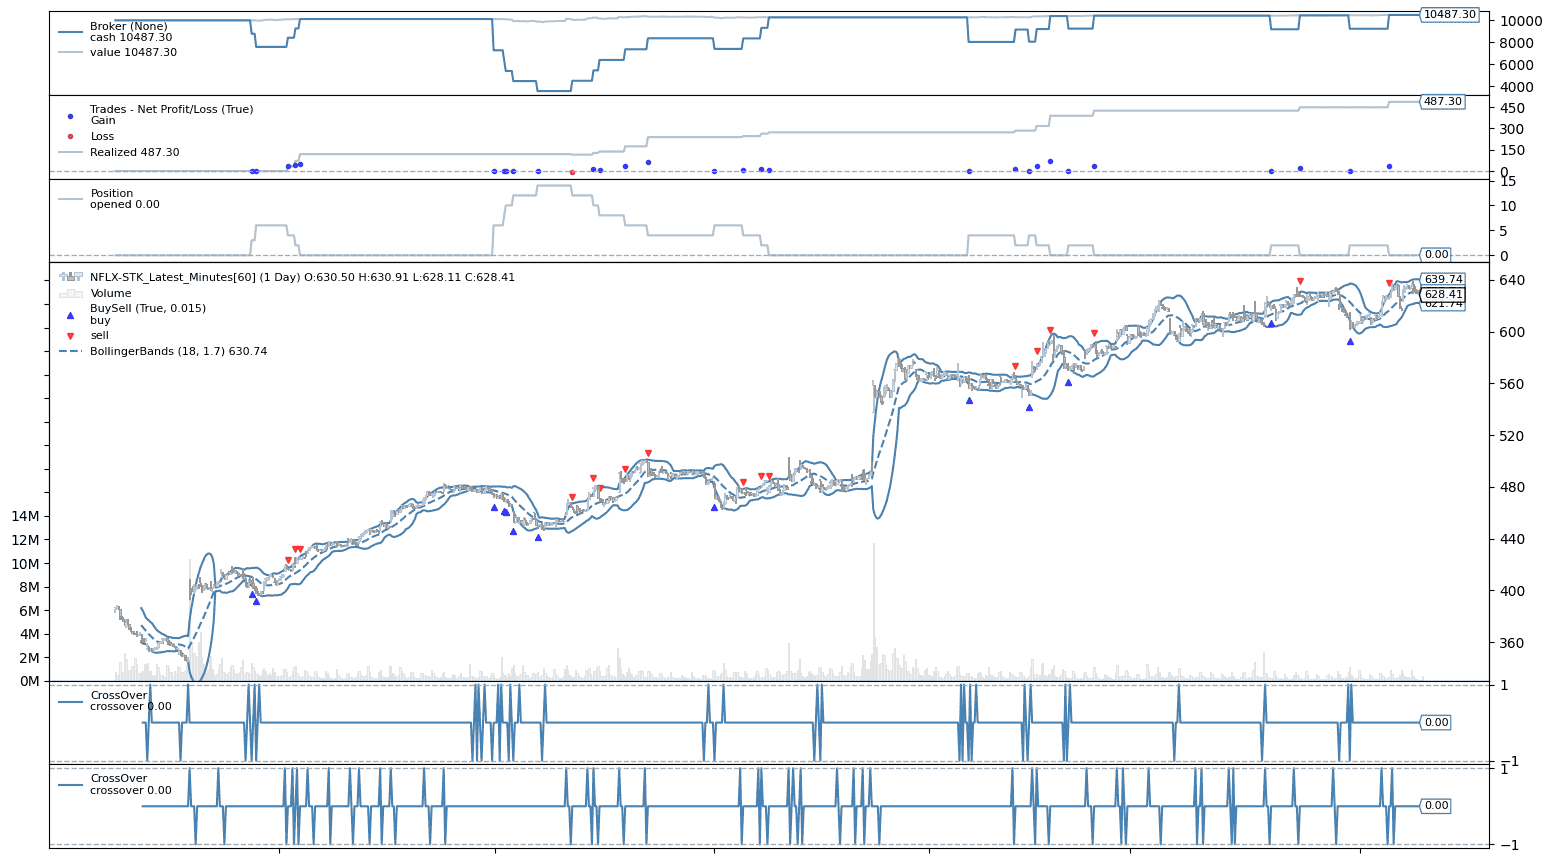 Broker (None)
cash 10487.30
value 10487.30
10487.30
10000
8000
6000
4000
Trades - Net Profit/Loss (True)
Gain
Loss
Realized 487.30
487.30
450
300
150
0
Position
opened 0.00
15
10
5
0
0.00
NFLX-STK_Latest_Minutes[60] (1 Day) O:630.50 H:630.91 L:628.11 C:628.41
Volume
BuySell (True, 0.015)
buy
sell
BollingerBands (18, 1.7) 630.74
639.74
628.41
621.74
640
600
560
520
480
440
400
360
14M
12M
10M
8M
6M
4M
2M
0M
CrossOver
crossover 0.00
1
0.00
−1
CrossOver
crossover 0.00
1
0.00
−1